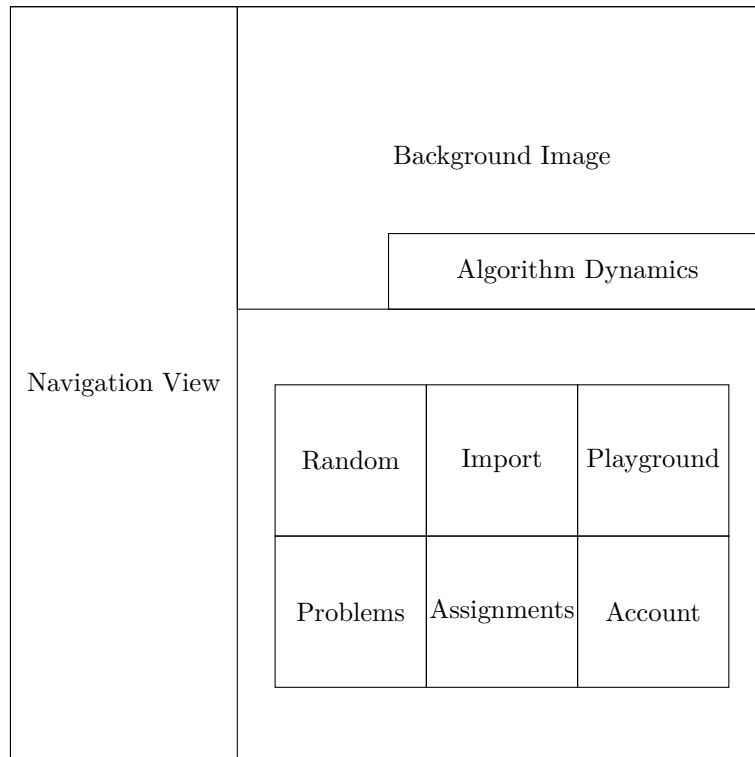 Background Image
Algorithm Dynamics
Navigation View
Random
Import
Playground
Problems
Assignments
Account